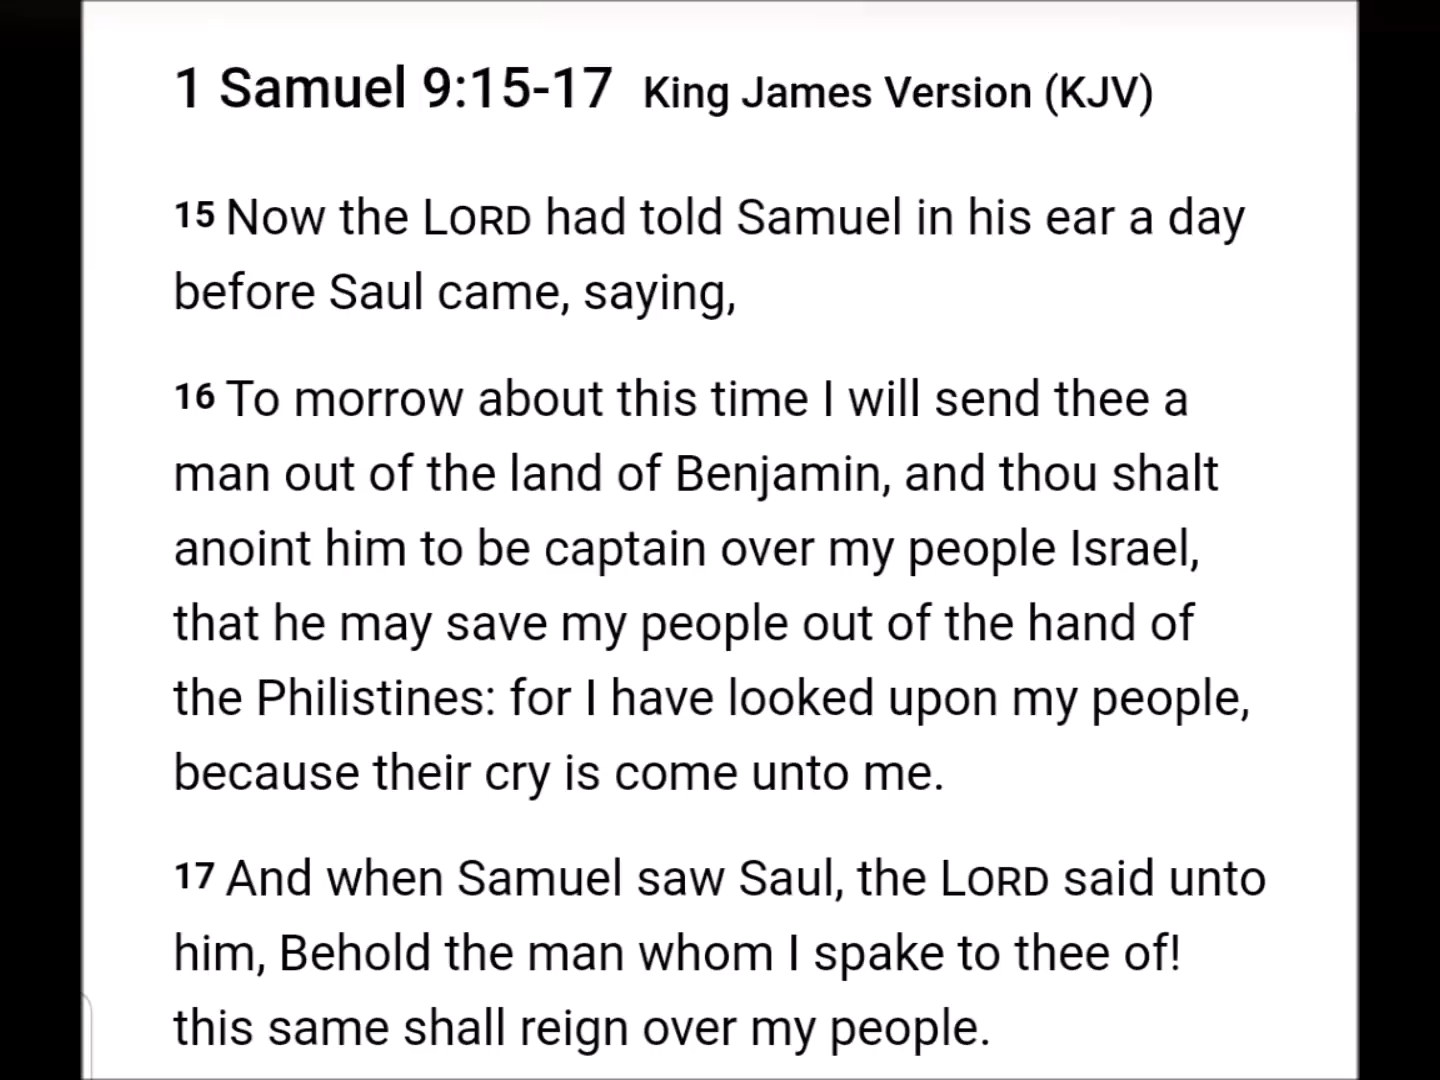 1 Samuel 9:15-17 King James Version (KJV)
15 Now the LORD had told Samuel in his ear a day
before Saul came, saying,
16 To morrow about this time I will send thee a
man out of the land of Benjamin, and thou shalt
anoint him to be captain over my people Israel,
that he may save my people out of the hand of
the Philistines: for I have looked upon my people,
because their cry is come unto me.
17 And when Samuel saw Saul, the LORD said unto
him, Behold the man whom I spake to thee of!
this same shall reign over my people.